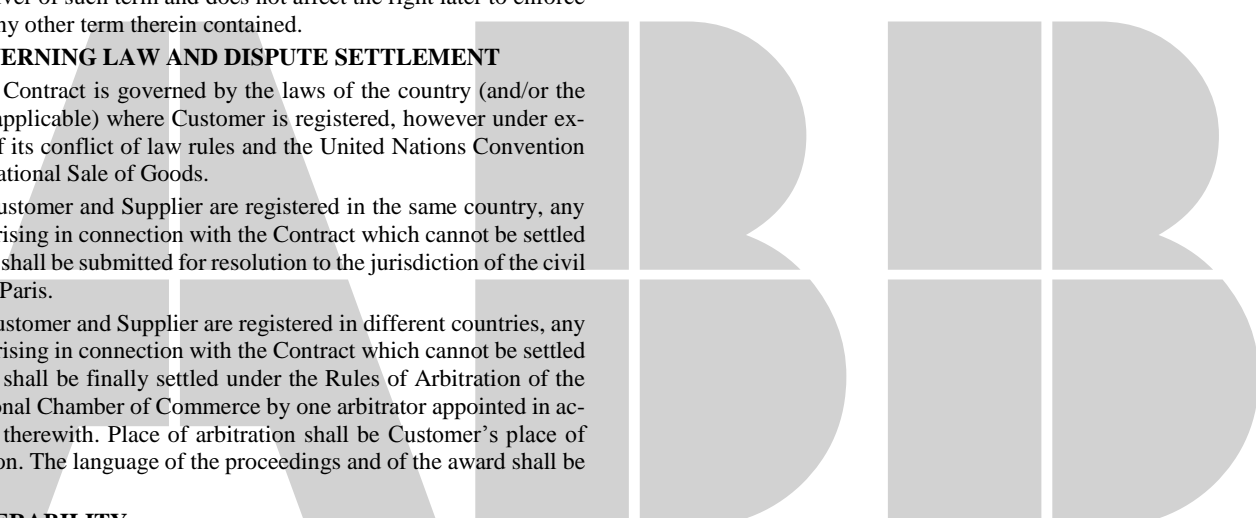 ver of such term and does not affect the right later to enforce
ny other term therein contained.
ERNING LAW AND DISPUTE SETTLEMENT
Contract is governed by the laws of the country (and/or the
applicable) where Customer is registered, however under ex-
f its conflict of law rules and the United Nations Convention
ational Sale of Goods.
ustomer and Supplier are registered in the same country, any
rising in connection with the Contract which cannot be settled
shall be submitted for resolution to the jurisdiction of the civil
Paris.
ustomer and Supplier are registered in different countries, any
rising in connection with the Contract which cannot be settled
shall be finally settled under the Rules of Arbitration of the
onal Chamber of Commerce by one arbitrator appointed in ac-
therewith. Place of arbitration shall be Customer’s place of
on. The language of the proceedings and of the award shall be
ERABILITY
ABB